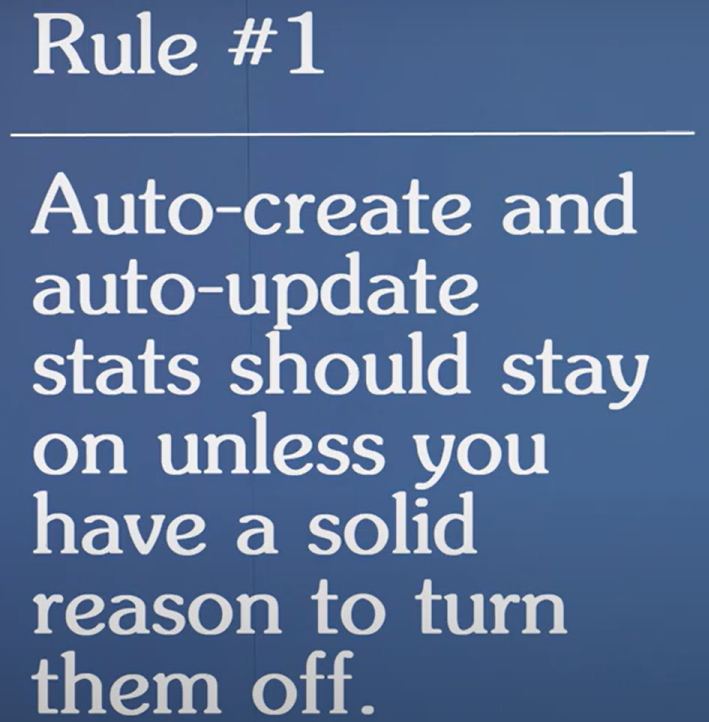 Rule #1
Auto-create and
auto-update
stats should stay
on unless you
have a solid
reason to turn
them off.